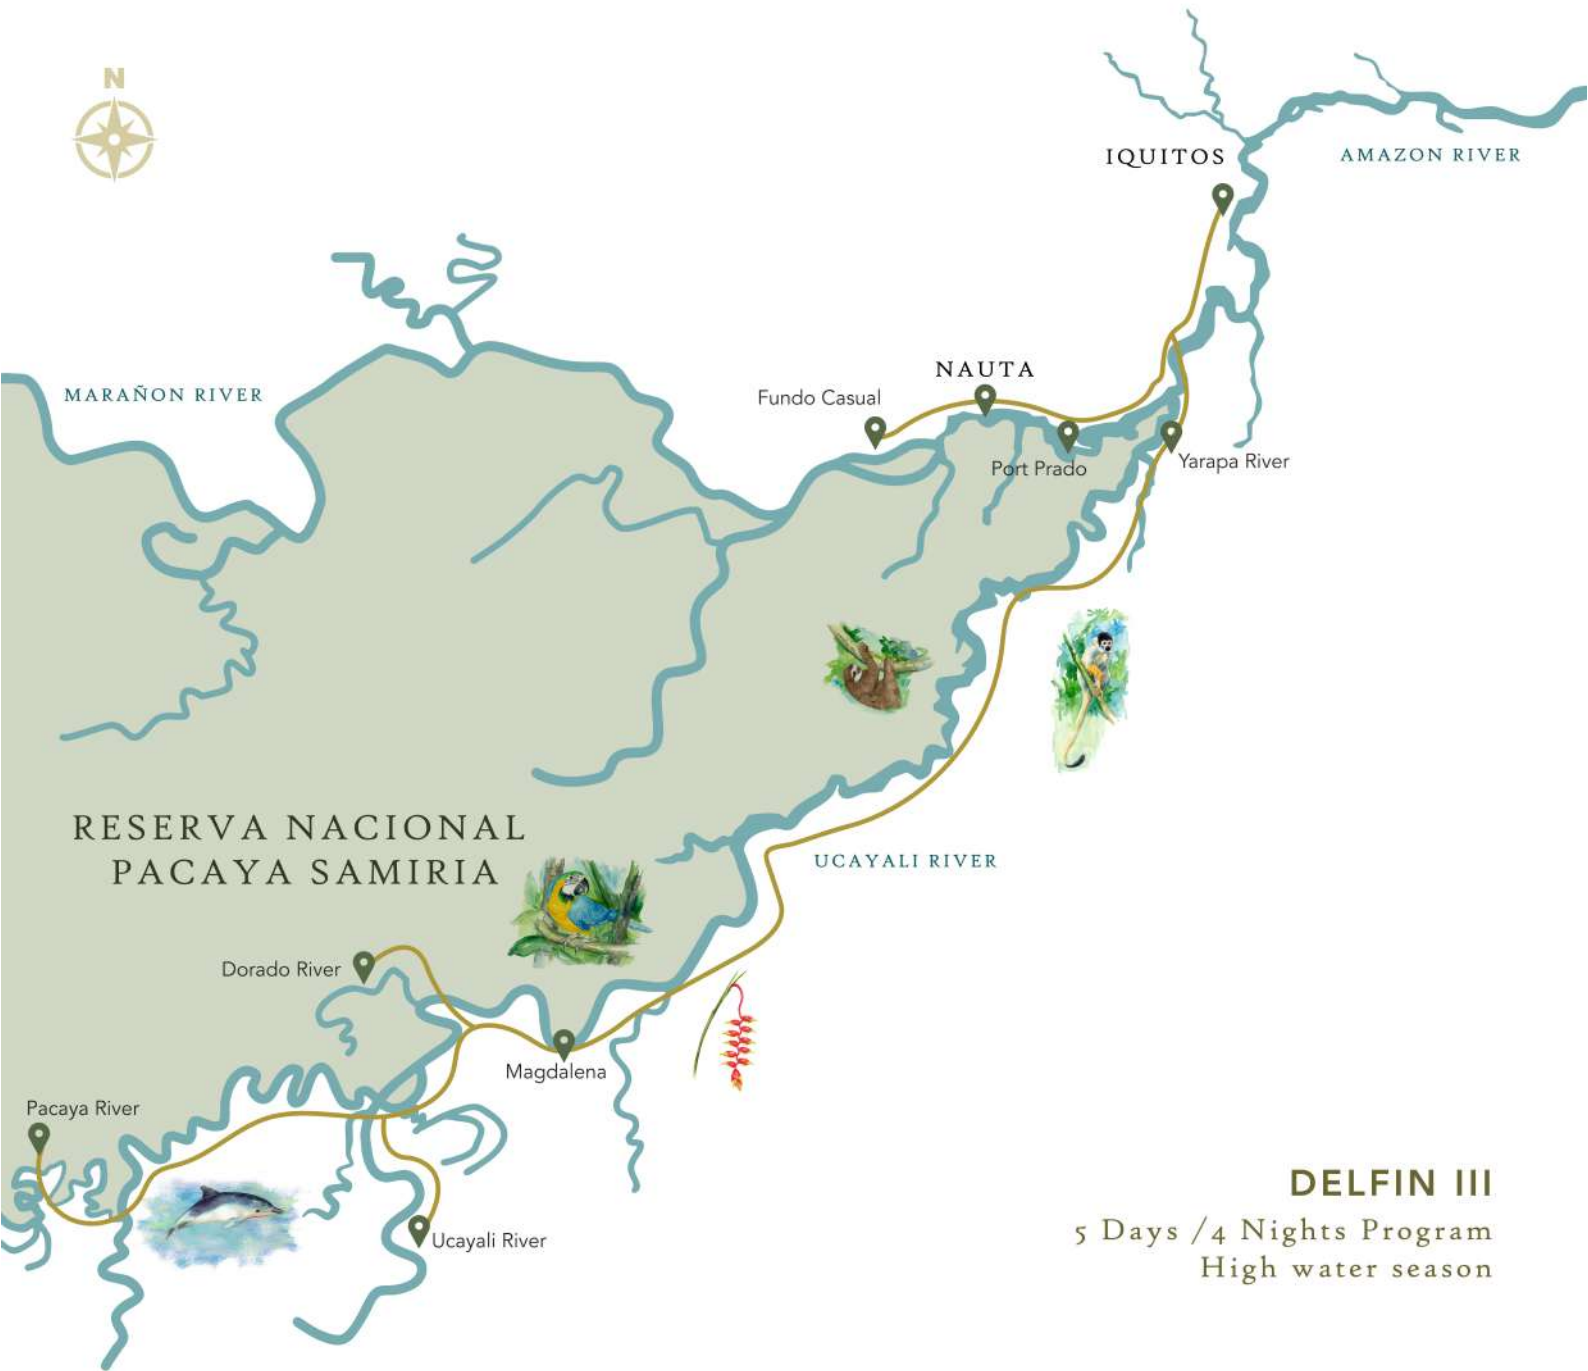 N
IQUITOS
AMAZON RIVER
MARAÑON RIVER
NAUTA
Fundo Casual
Port Prado
Yarapa River
RESERVA NACIONAL
PACAYA SAMIRIA
UCAYALI RIVER
Dorado River
Magdalena
Pacaya River
Ucayali River
DELFIN III
5 Days /4 Nights Program
High water season